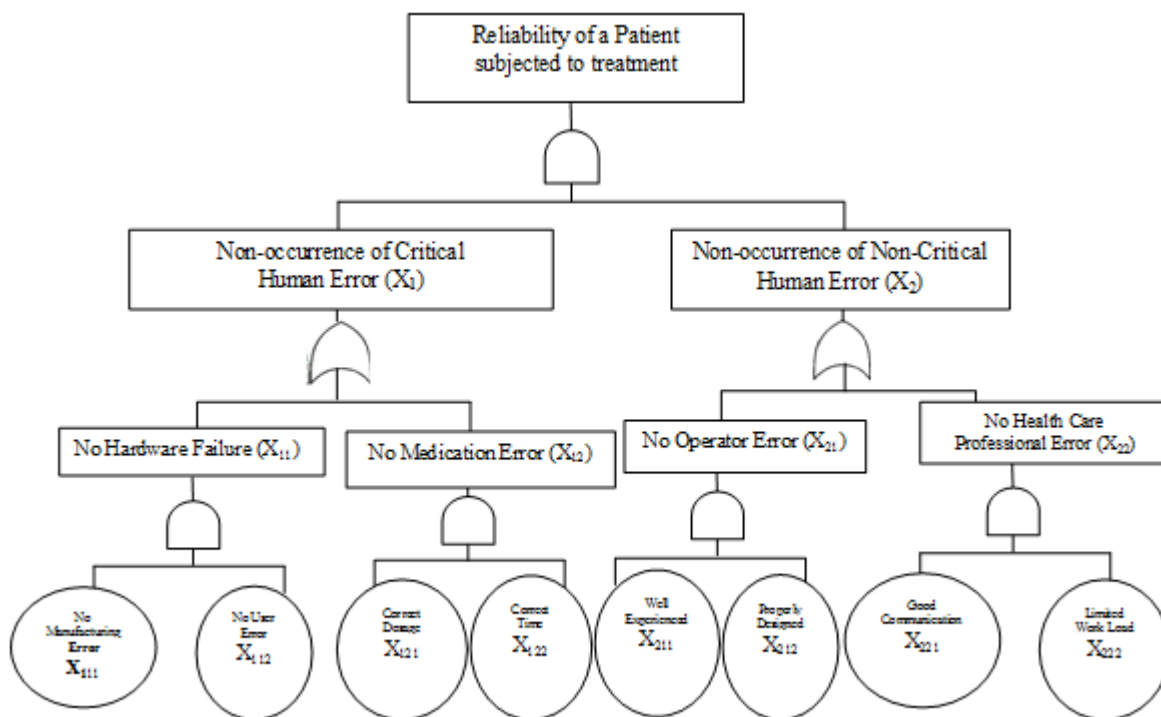 Reliability of a Patient
subjected to treatment
Non-occurrence of Critical
Human Error (X₁)
Non-occurrence of Non-Critical
Human Error (X₂)
No Hardware Failure (X₁₁)
No Medication Error (X₁₂)
No Operator Error (X₂₁)
No Health Care
Professional Error (X₂₂)
No
Manufacturing
Error
X₁₁₁
No User
Error
X₁₁₂
Correct
Dosage
X₁₂₁
Correct
Time
X₁₂₂
Well
Experienced
X₂₁₁
Properly
Designed
X₂₁₂
Good
Communication
X₂₂₁
Limited
Work Load
X₂₂₂